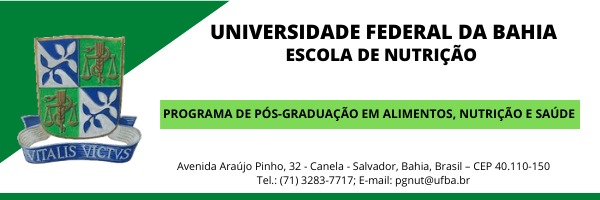 UNIVERSIDADE FEDERAL DA BAHIA
ESCOLA DE NUTRIÇÃO
PROGRAMA DE PÓS-GRADUAÇÃO EM ALIMENTOS, NUTRIÇÃO E SAÚDE
VITALIS VICTVS
Avenida Araújo Pinho, 32 - Canela - Salvador, Bahia, Brasil – CEP 40.110-150
Tel.: (71) 3283-7717; E-mail: pgnut@ufba.br